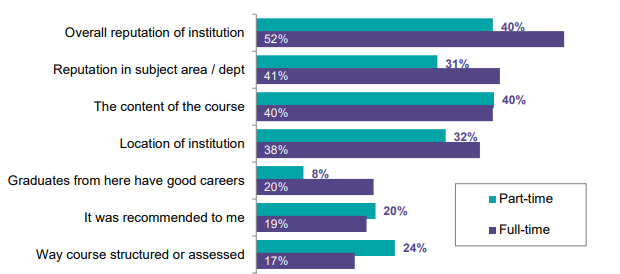 Overall reputation of institution
40%
52%
Reputation in subject area / dept
31%
41%
The content of the course
40%
40%
Location of institution
32%
38%
Graduates from here have good careers
8%
20%
It was recommended to me
20%
19%
Way course structured or assessed
24%
17%
Part-time
Full-time